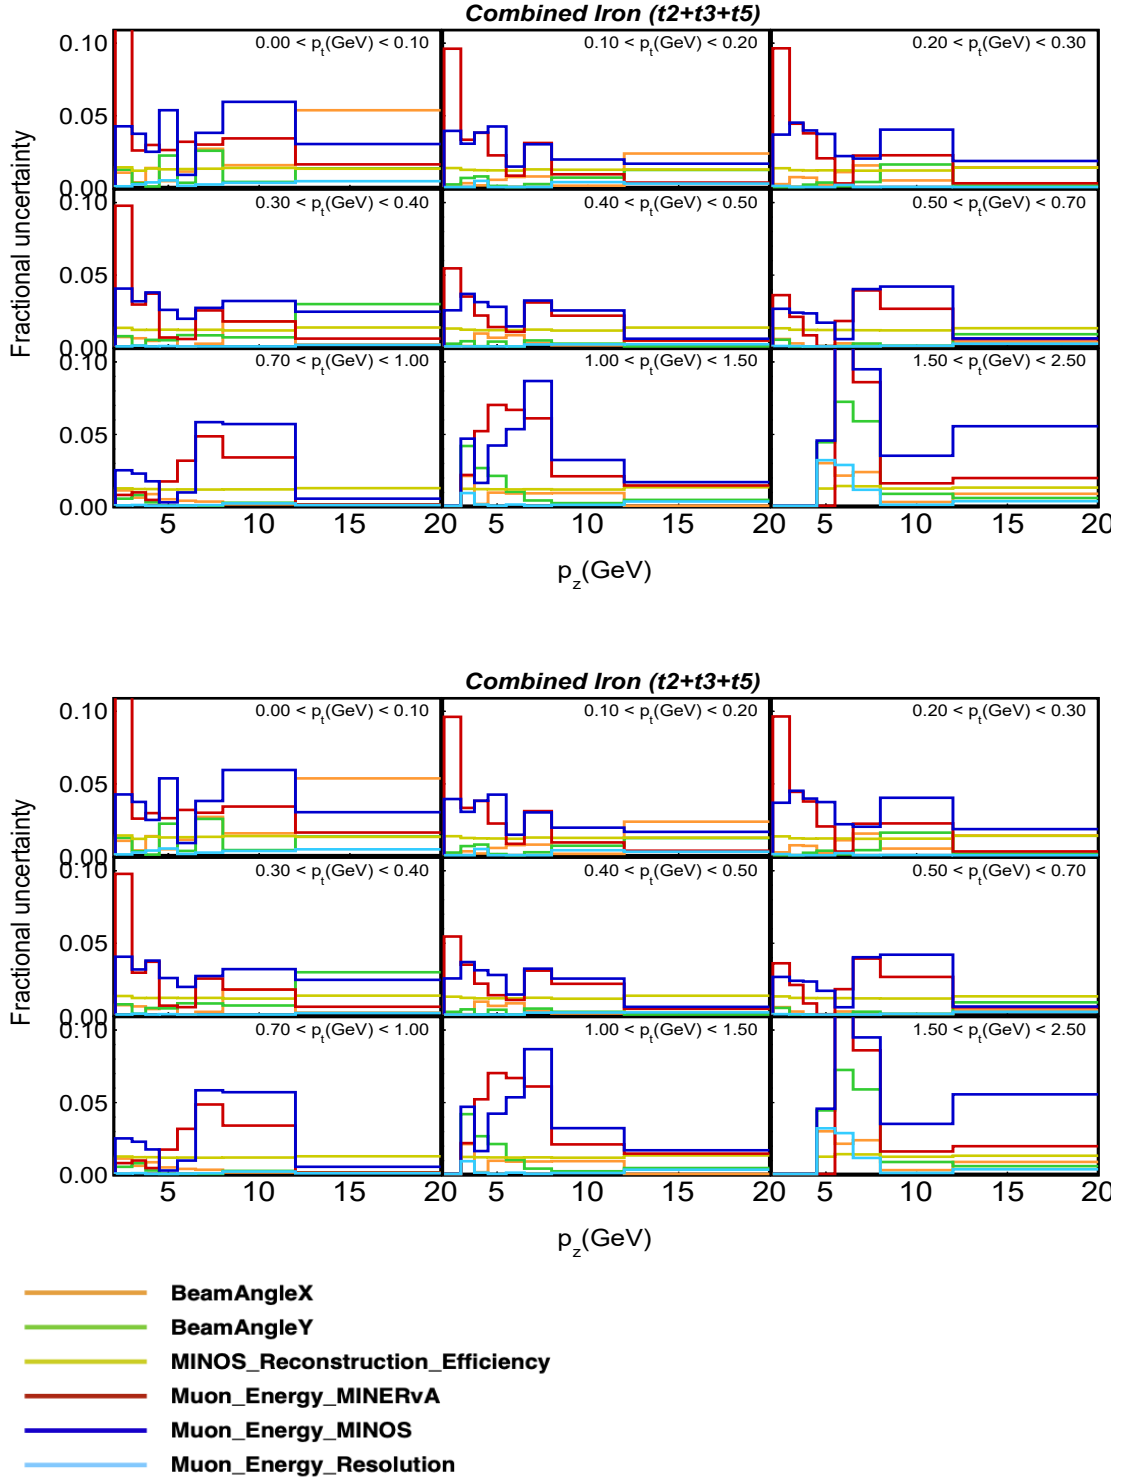 Combined Iron (t2+t3+t5)
0.10
0.00 < pt(GeV) < 0.10
0.10 < pt(GeV) < 0.20
0.20 < pt(GeV) < 0.30
0.05
0.00
0.10
0.30 < pt(GeV) < 0.40
0.40 < pt(GeV) < 0.50
0.50 < pt(GeV) < 0.70
Fractional uncertainty
0.05
0.00
0.10
0.70 < pt(GeV) < 1.00
1.00 < pt(GeV) < 1.50
1.50 < pt(GeV) < 2.50
0.05
0.00
5 10 15 20 5 10 15 20 5 10 15 20
pz(GeV)
Combined Iron (t2+t3+t5)
0.10
0.00 < pt(GeV) < 0.10
0.10 < pt(GeV) < 0.20
0.20 < pt(GeV) < 0.30
0.05
0.00
0.10
0.30 < pt(GeV) < 0.40
0.40 < pt(GeV) < 0.50
0.50 < pt(GeV) < 0.70
Fractional uncertainty
0.05
0.00
0.10
0.70 < pt(GeV) < 1.00
1.00 < pt(GeV) < 1.50
1.50 < pt(GeV) < 2.50
0.05
0.00
5 10 15 20 5 10 15 20 5 10 15 20
pz(GeV)
BeamAngleX
BeamAngleY
MINOS_Reconstruction_Efficiency
Muon_Energy_MINERvA
Muon_Energy_MINOS
Muon_Energy_Resolution